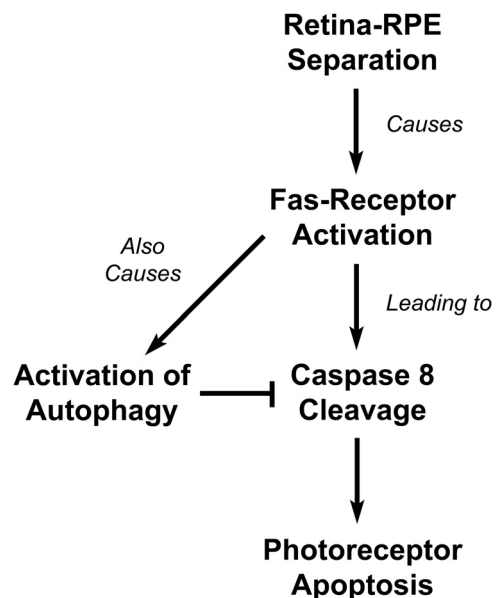 Retina-RPE
Separation
Causes
Fas-Receptor
Activation
Also
Causes
Leading to
Activation of
Autophagy
Caspase 8
Cleavage
Photoreceptor
Apoptosis